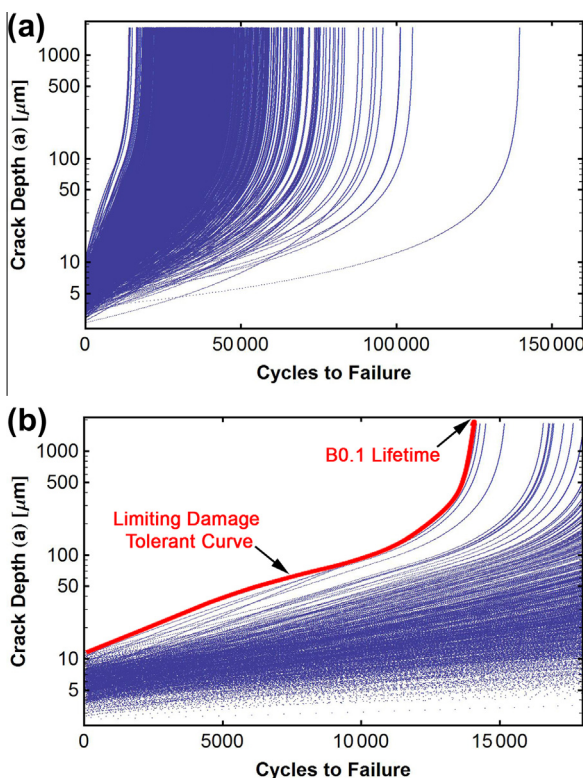 (a)
1000
500
100
50
10
5
Crack Depth (a) [μm]
0
50 000
100 000
150 000
Cycles to Failure
(b)
1000
500
100
50
10
5
Crack Depth (a) [μm]
B0.1 Lifetime
Limiting Damage
Tolerant Curve
0
5000
10 000
15 000
Cycles to Failure